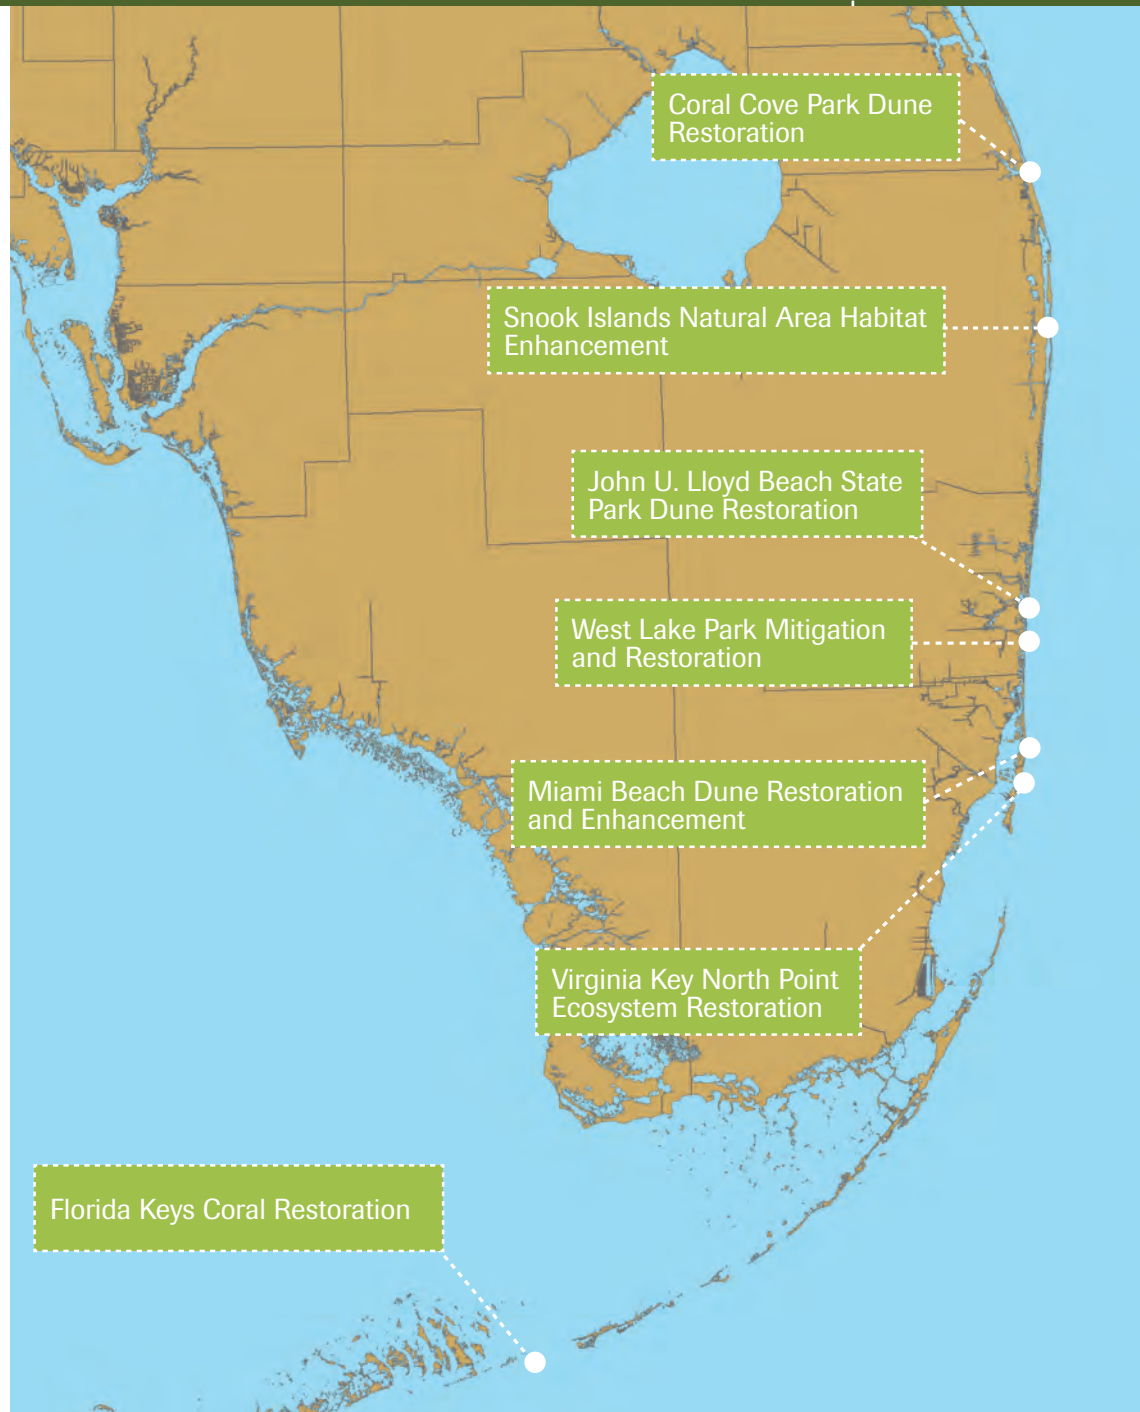 Coral Cove Park Dune
Restoration
Snook Islands Natural Area Habitat
Enhancement
John U. Lloyd Beach State
Park Dune Restoration
West Lake Park Mitigation
and Restoration
Miami Beach Dune Restoration
and Enhancement
Virginia Key North Point
Ecosystem Restoration
Florida Keys Coral Restoration